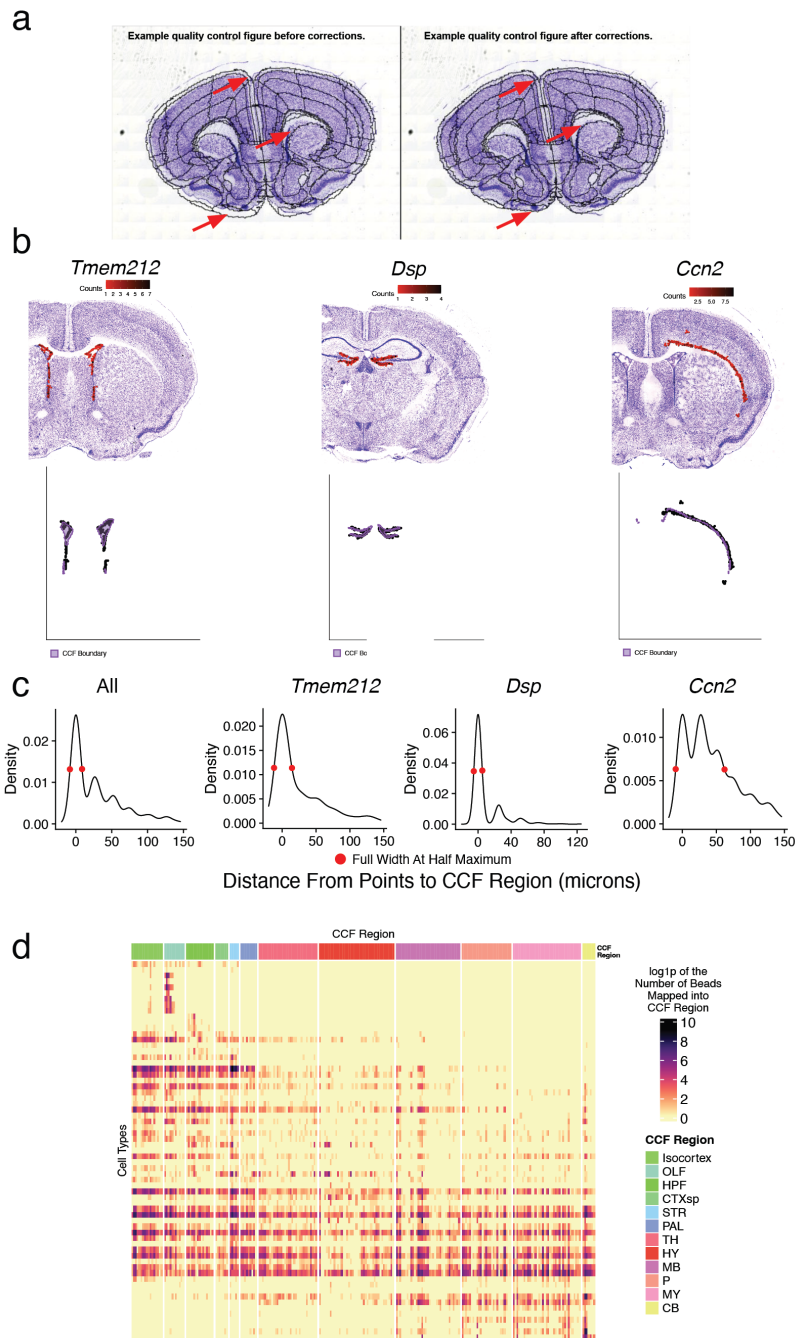 a
Example quality control figure before corrections.
Example quality control figure after corrections.
b
Tmem212
Counts
1 2 3 4 5 6 7
Dsp
Counts
1 2 3 4
Ccn2
Counts
2.5 5.0 7.5
CCF Boundary
CCF Bo
CCF Boundary
c
All
Tmem212
Dsp
Ccn2
Density
0.02
0.01
0.00
0 50 100 150
Density
0.020
0.015
0.010
0.005
0.000
0 50 100 150
Density
0.06
0.04
0.02
0.00
0 40 80 120
Density
0.010
0.005
0.000
0 50 100 150
Full Width At Half Maximum
Distance From Points to CCF Region (microns)
d
CCF Region
CCF
Region
Cell Types
log1p of the
Number of Beads
Mapped into
CCF Region
10
8
6
4
2
0
CCF Region
Isocortex
OLF
HPF
CTXsp
STR
PAL
TH
HY
MB
P
MY
CB